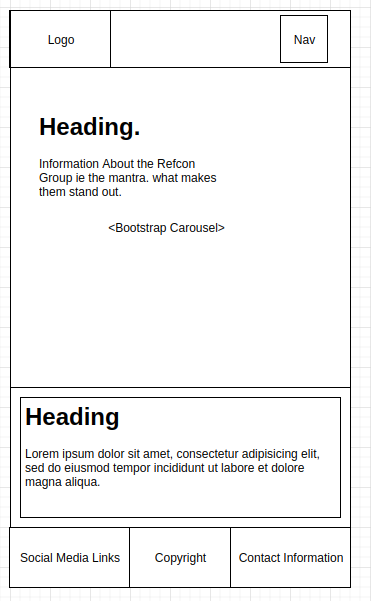 Logo
Nav
Heading.
Information About the Refcon
Group ie the mantra. what makes
them stand out.
<Bootstrap Carousel>
Heading
Lorem ipsum dolor sit amet, consectetur adipisicing elit,
sed do eiusmod tempor incididunt ut labore et dolore
magna aliqua.
Social Media Links
Copyright
Contact Information